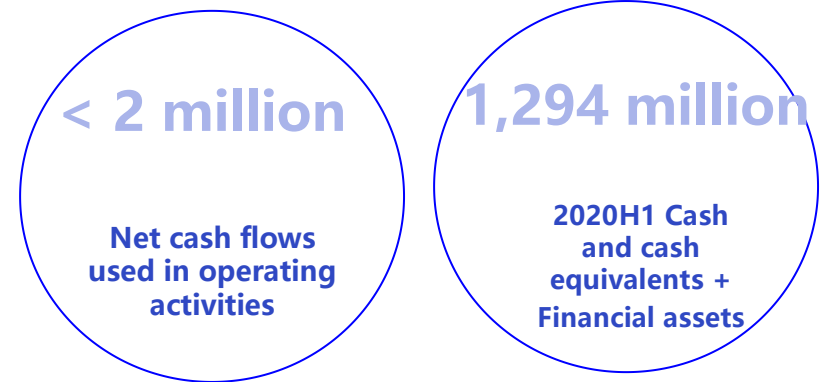 < 2 million
Net cash flows
used in operating
activities
1,294 million
2020H1 Cash
and cash
equivalents +
Financial assets